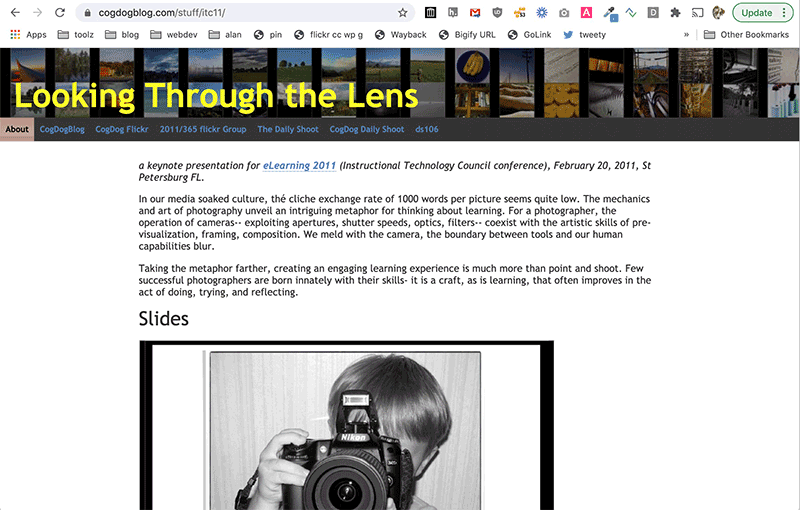 cogdogblog.com/stuff/itc11/
53
Update
Apps toolz blog webdev alan pin flickr cc wp g Wayback Bigify URL GoLink tweety » Other Bookmarks
Looking Through the Lens
About CogDogBlog CogDog Flickr 2011/365 flickr Group The Daily Shoot CogDog Daily Shoot ds106
a keynote presentation for eLearning 2011 (Instructional Technology Council conference), February 20, 2011, St
Petersburg FL.
In our media soaked culture, thé cliche exchange rate of 1000 words per picture seems quite low. The mechanics
and art of photography unveil an intriguing metaphor for thinking about learning. For a photographer, the
operation of cameras-- exploiting apertures, shutter speeds, optics, filters-- coexist with the artistic skills of pre-
visualization, framing, composition. We meld with the camera, the boundary between tools and our human
capabilities blur.
Taking the metaphor farther, creating an engaging learning experience is much more than point and shoot. Few
successful photographers are born innately with their skills- it is a craft, as is learning, that often improves in the
act of doing, trying, and reflecting.
Slides
Nikon